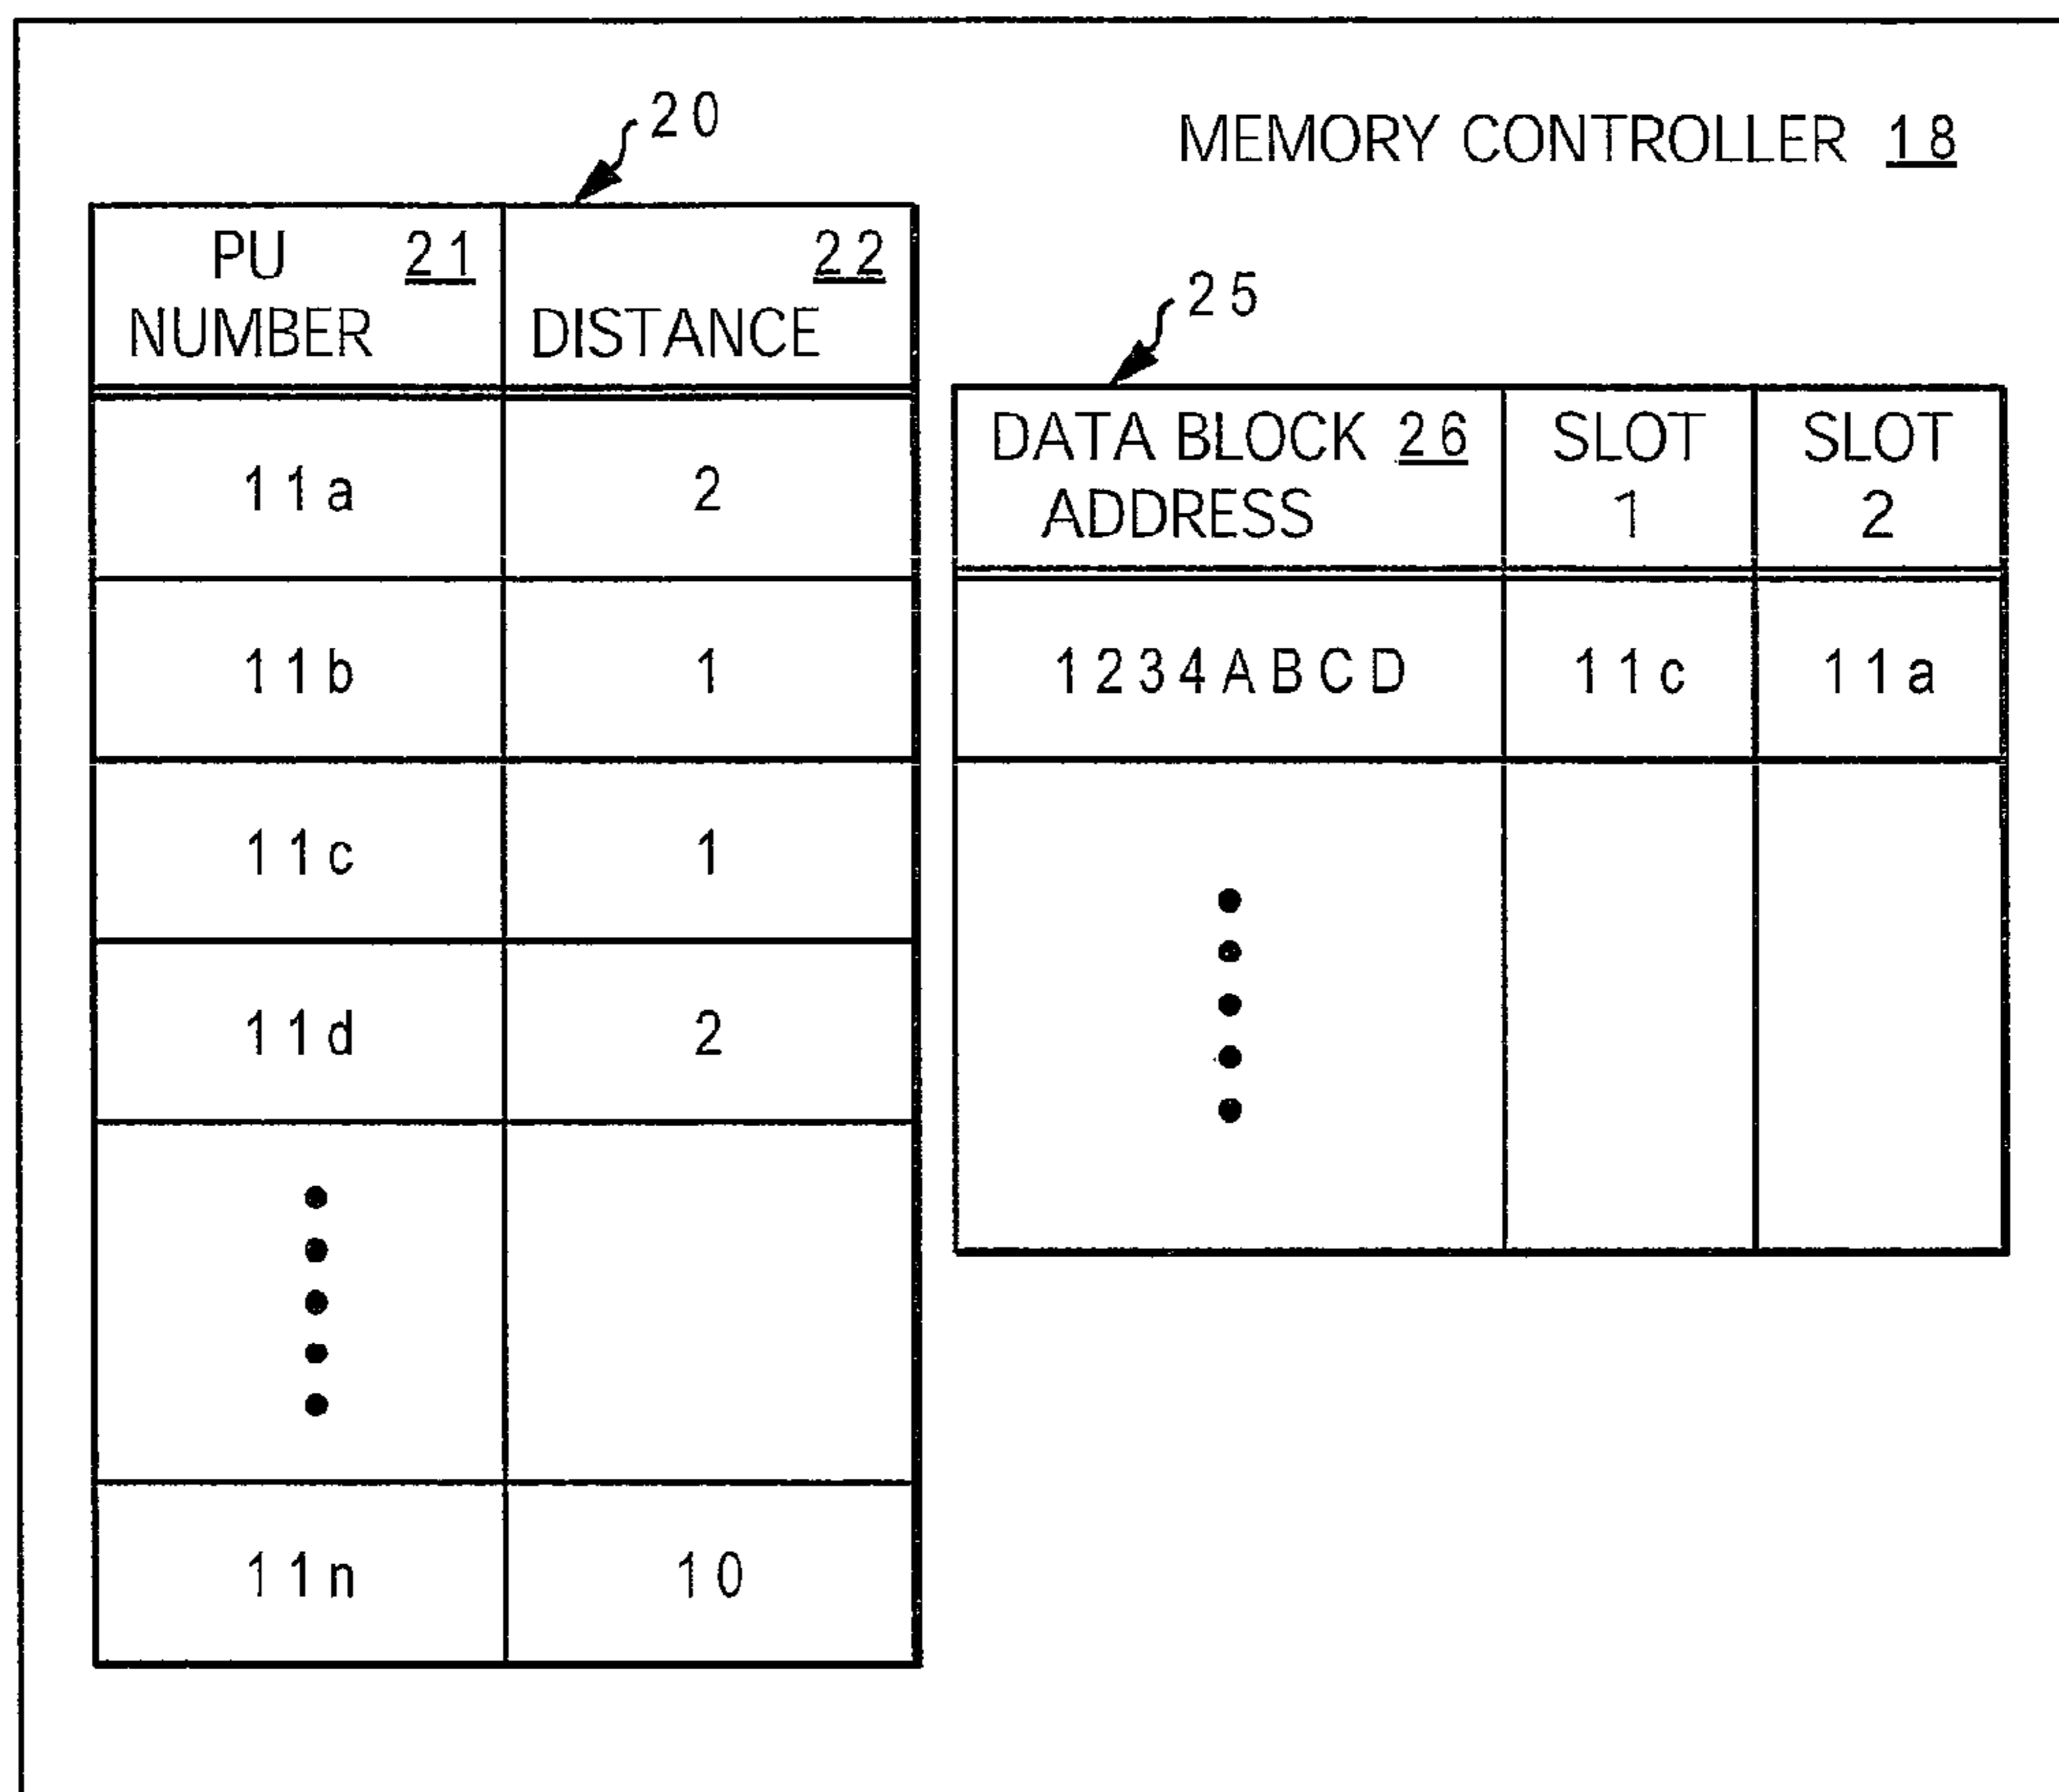 20
MEMORY CONTROLLER 18
PU 21
NUMBER
22
DISTANCE
11a 2
11b 1
11c 1
11d 2
11n 10
25
DATA BLOCK 26
ADDRESS
SLOT
1
SLOT
2
1234ABCD 11c 11a